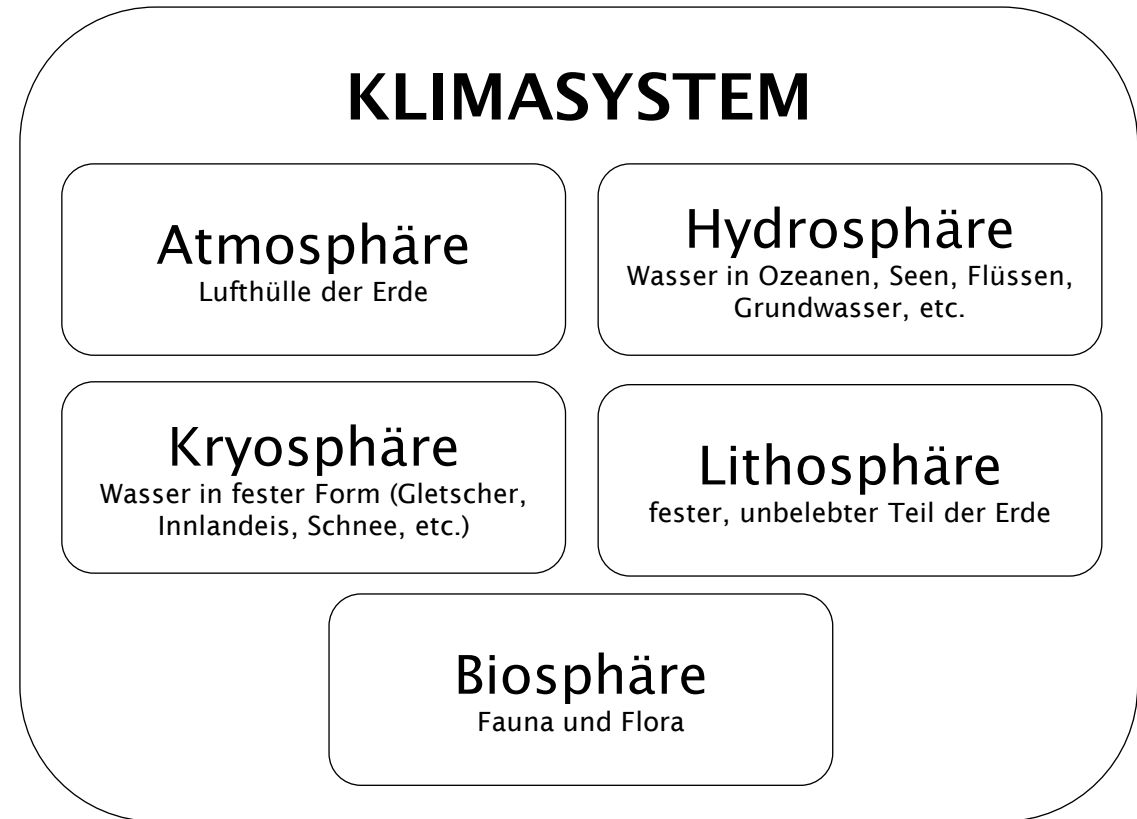 KLIMASYSTEM
Atmosphäre
Lufthülle der Erde
Hydrosphäre
Wasser in Ozeanen, Seen, Flüssen,
Grundwasser, etc.
Kryosphäre
Wasser in fester Form (Gletscher,
Innlandeis, Schnee, etc.)
Lithosphäre
fester, unbelebter Teil der Erde
Biosphäre
Fauna und Flora